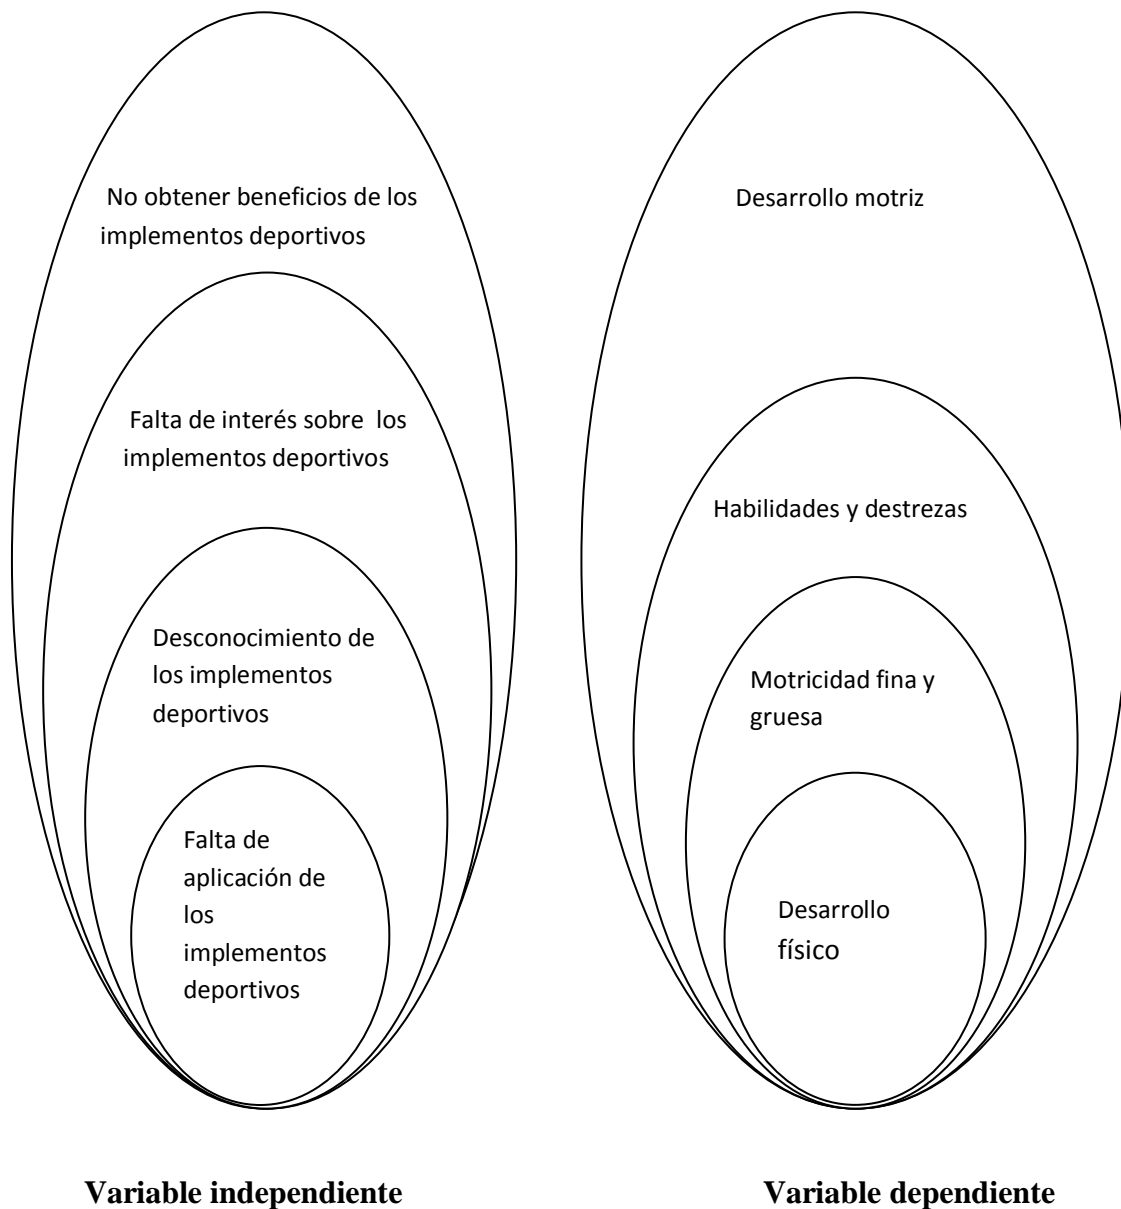 No obtener beneficios de los
implementos deportivos
Falta de interés sobre los
implementos deportivos
Desconocimiento de
los implementos
deportivos
Falta de
aplicación de
los
implementos
deportivos
Variable independiente
Desarrollo motriz
Habilidades y destrezas
Motricidad fina y
gruesa
Desarrollo
físico
Variable dependiente